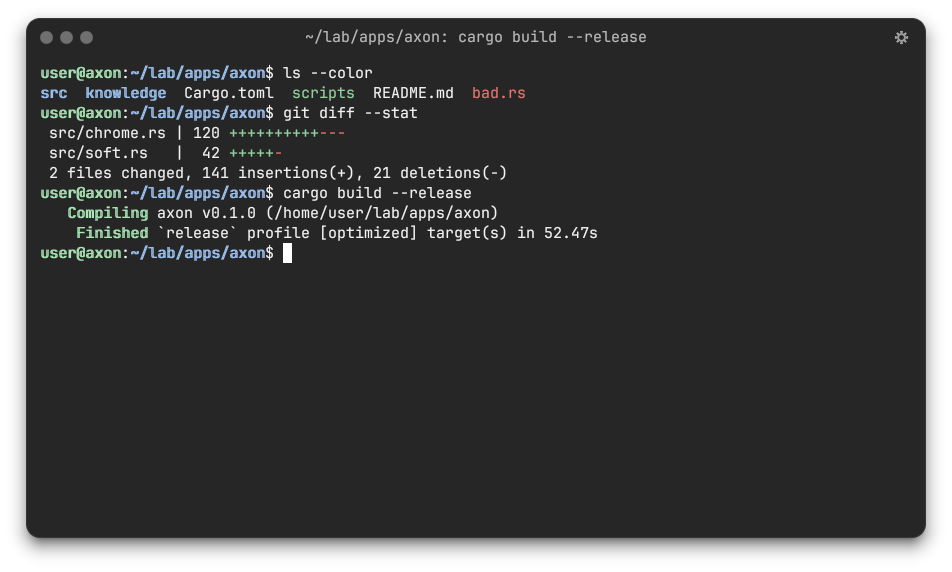 ~/lab/apps/axon: cargo build --release
user@axon:~/lab/apps/axon$ ls --color
src  knowledge  Cargo.toml  scripts  README.md  bad.rs
user@axon:~/lab/apps/axon$ git diff --stat
 src/chrome.rs | 120 ++++++++++---
 src/soft.rs   |  42 +++++-
 2 files changed, 141 insertions(+), 21 deletions(-)
user@axon:~/lab/apps/axon$ cargo build --release
   Compiling axon v0.1.0 (/home/user/lab/apps/axon)
    Finished `release` profile [optimized] target(s) in 52.47s
user@axon:~/lab/apps/axon$